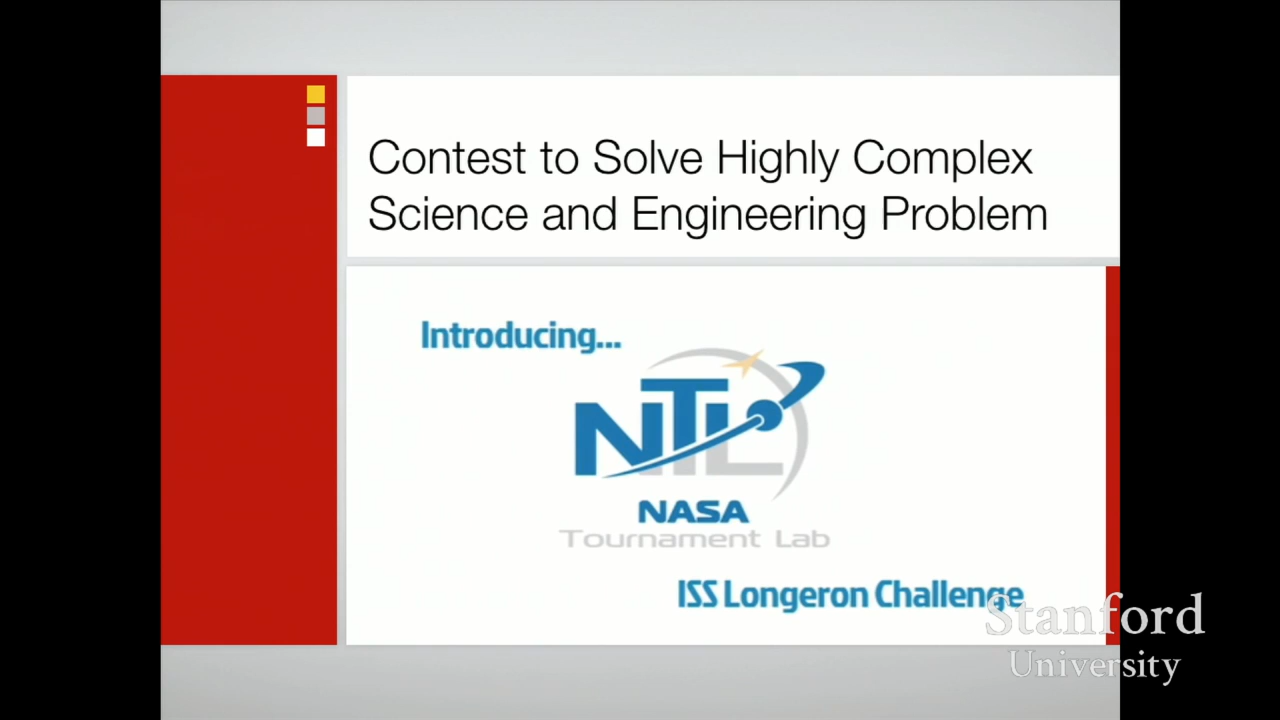 Contest to Solve Highly Complex
Science and Engineering Problem
Introducing...
NTL
NASA
Tournament Lab
ISS Longeron Challenge
Stanford
University